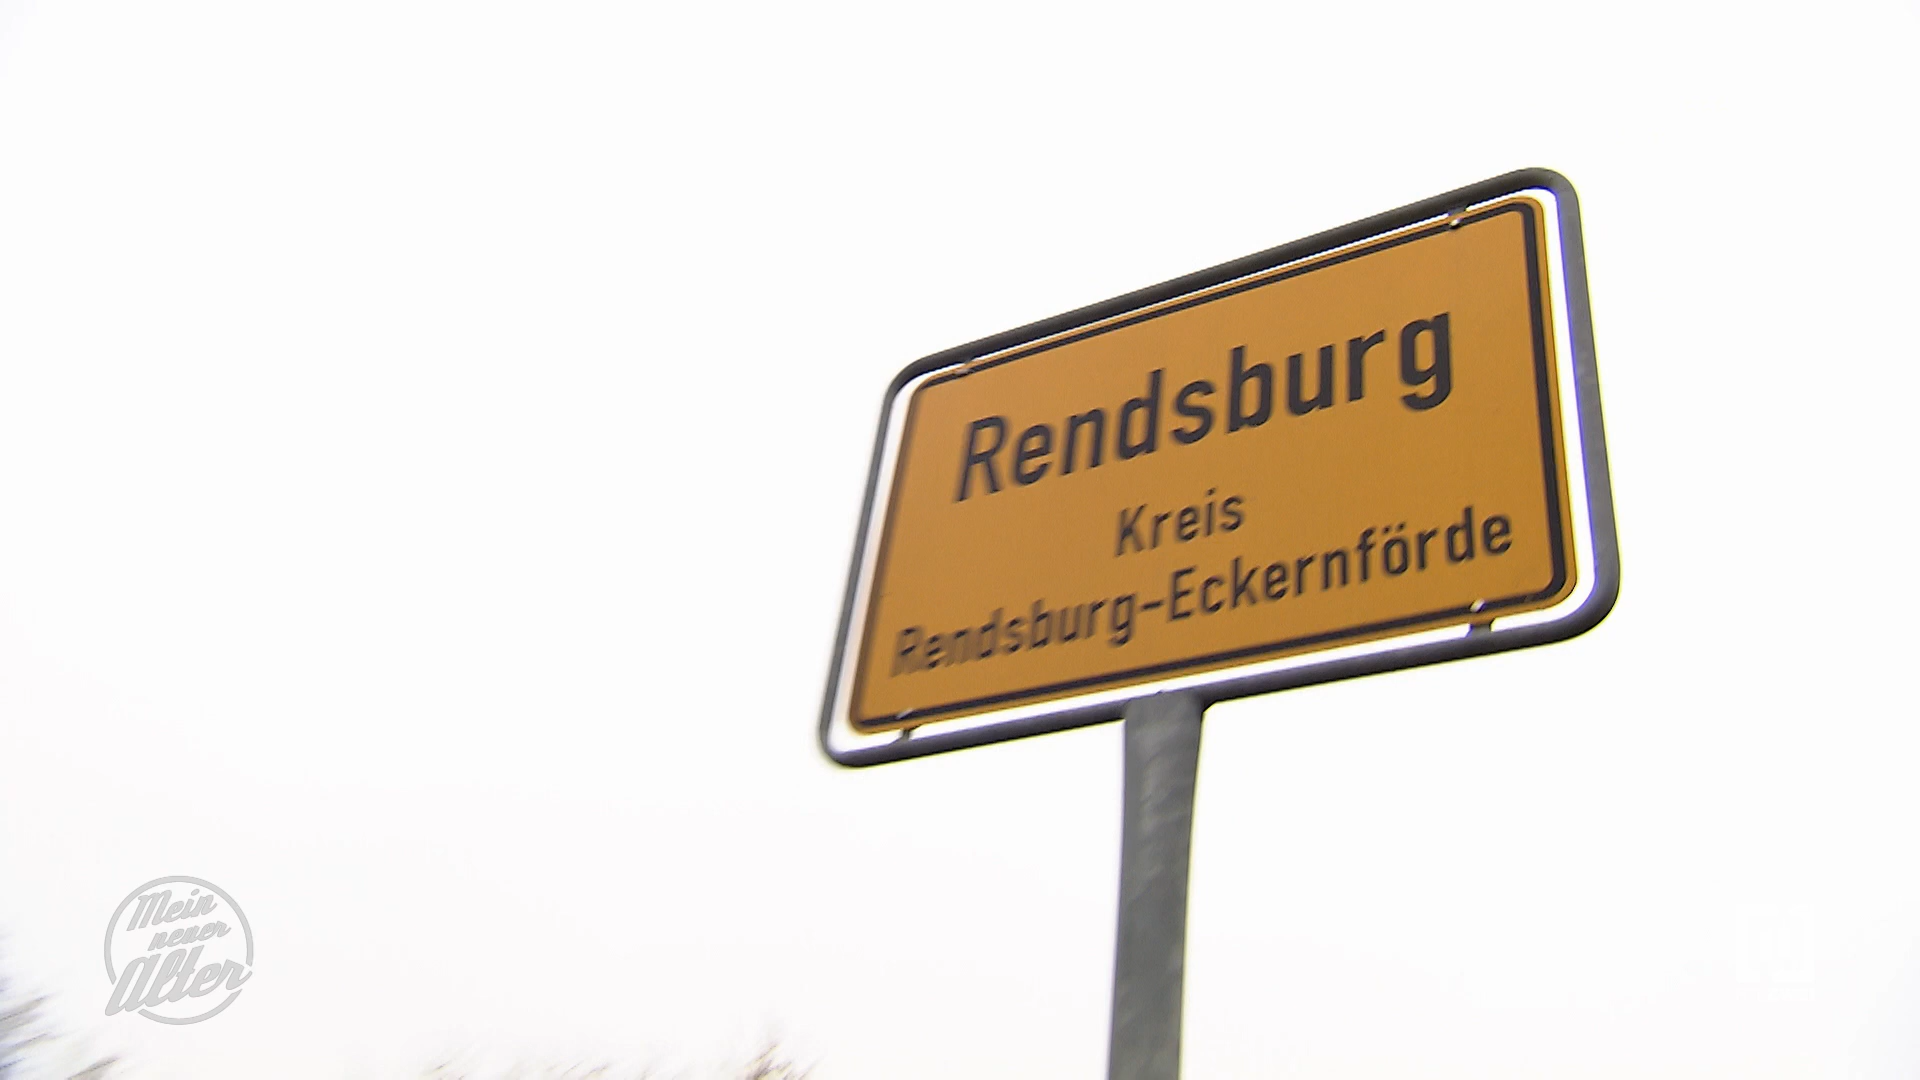 Rendsburg
Kreis
Rendsburg-Eckernförde
Mein
neuer
Alter